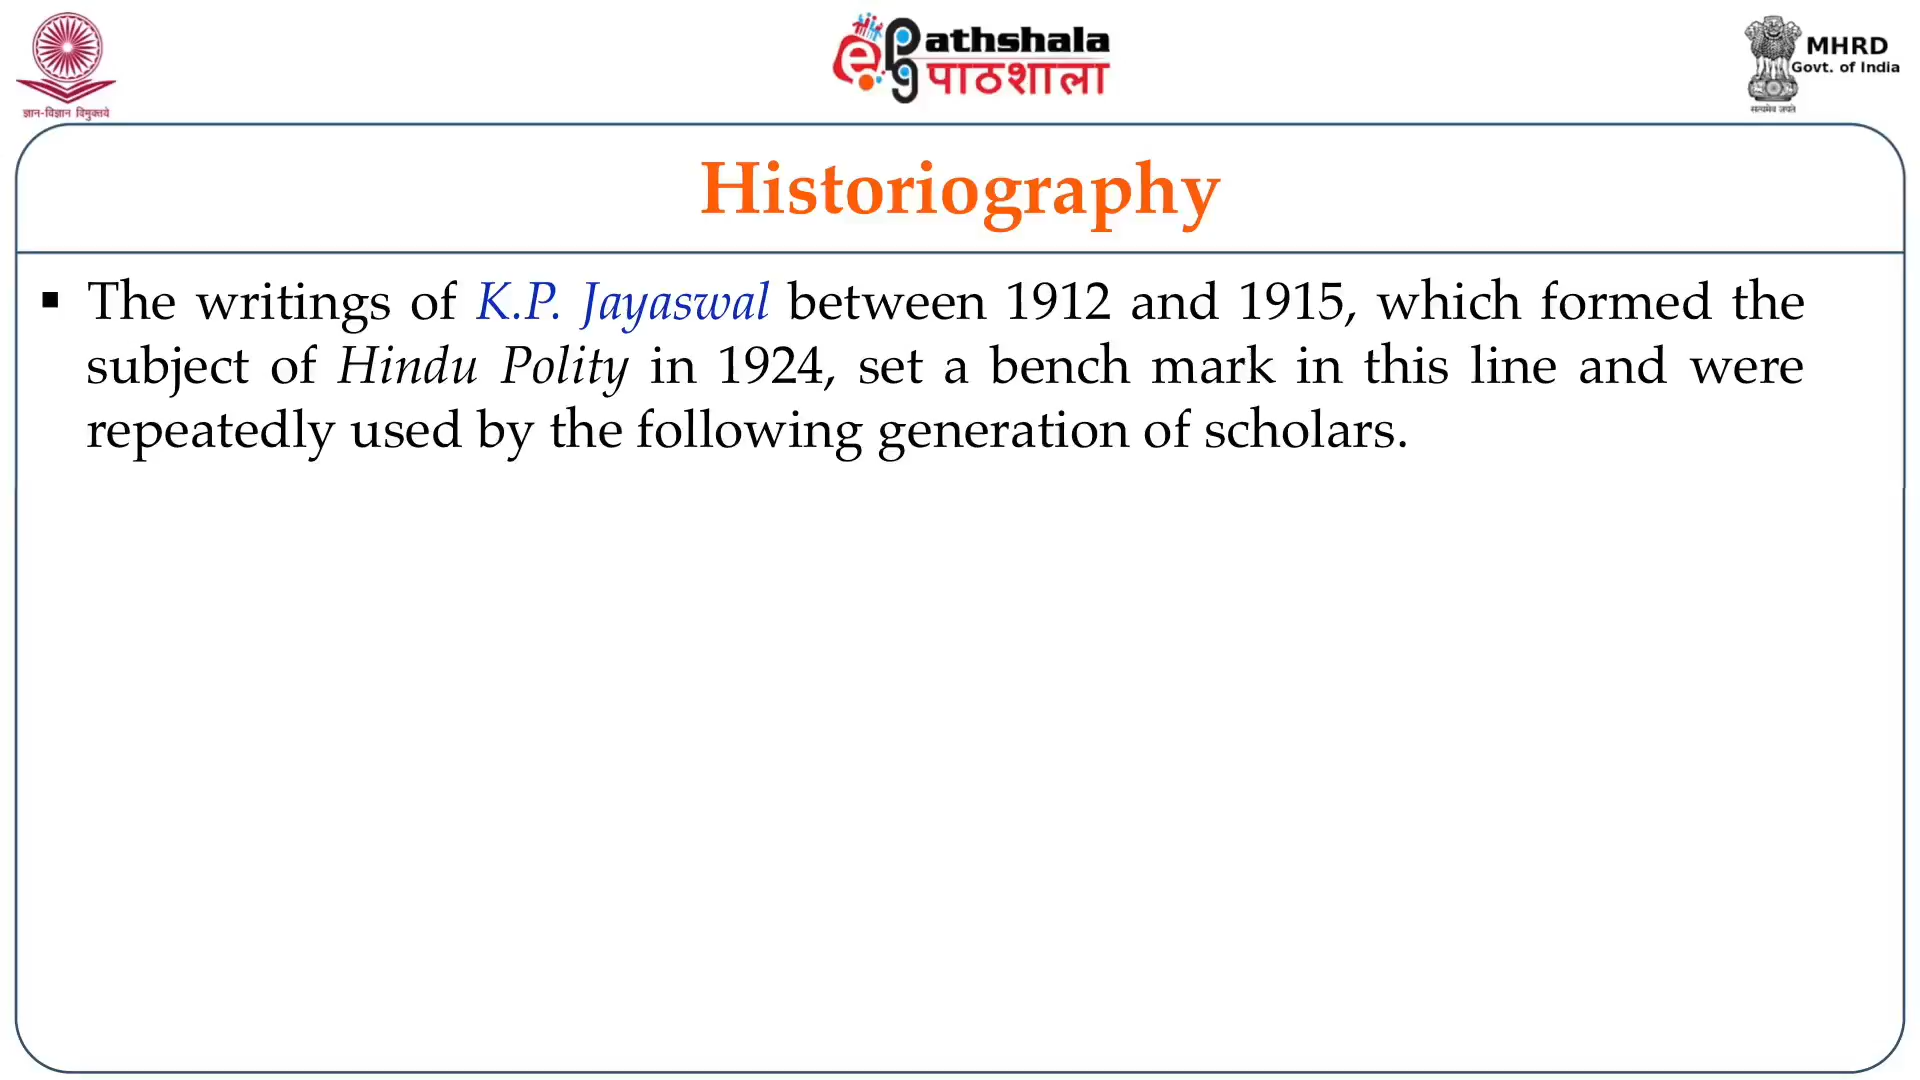 ज्ञान-विज्ञान विमुक्तये
ePathshala
पाठशाला
MHRD
Govt. of India
सत्यमेव जयते
Historiography
▪ The writings of K.P. Jayaswal between 1912 and 1915, which formed the
subject of Hindu Polity in 1924, set a bench mark in this line and were
repeatedly used by the following generation of scholars.